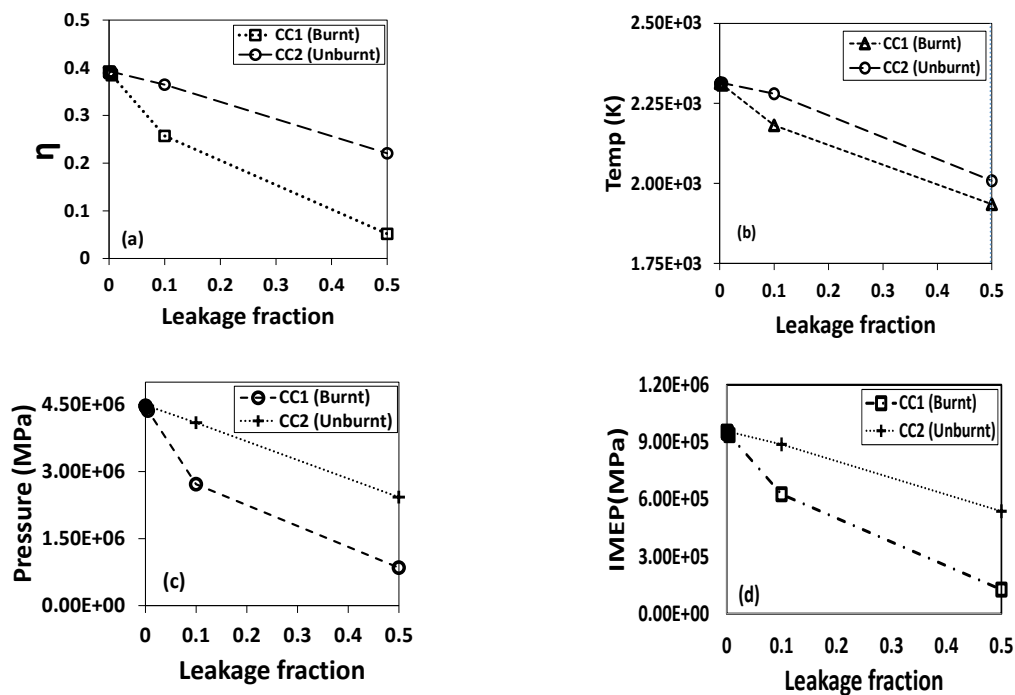 0.5
0.4
0.3
0.2
0.1
0
η
CC1 (Burnt)
CC2 (Unburnt)
(a)
0 0.1 0.2 0.3 0.4 0.5
Leakage fraction
2.50E+03
2.25E+03
2.00E+03
1.75E+03
Temp (K)
CC1 (Burnt)
CC2 (Unburnt)
(b)
0 0.1 0.2 0.3 0.4 0.5
Leakage fraction
4.50E+06
3.00E+06
1.50E+06
0.00E+00
Pressure (MPa)
CC1 (Burnt)
CC2 (Unburnt)
(c)
0 0.1 0.2 0.3 0.4 0.5
Leakage fraction
1.20E+06
9.00E+05
6.00E+05
3.00E+05
0.00E+00
IMEP(MPa)
CC1 (Burnt)
CC2 (Unburnt)
(d)
0 0.1 0.2 0.3 0.4 0.5
Leakage fraction